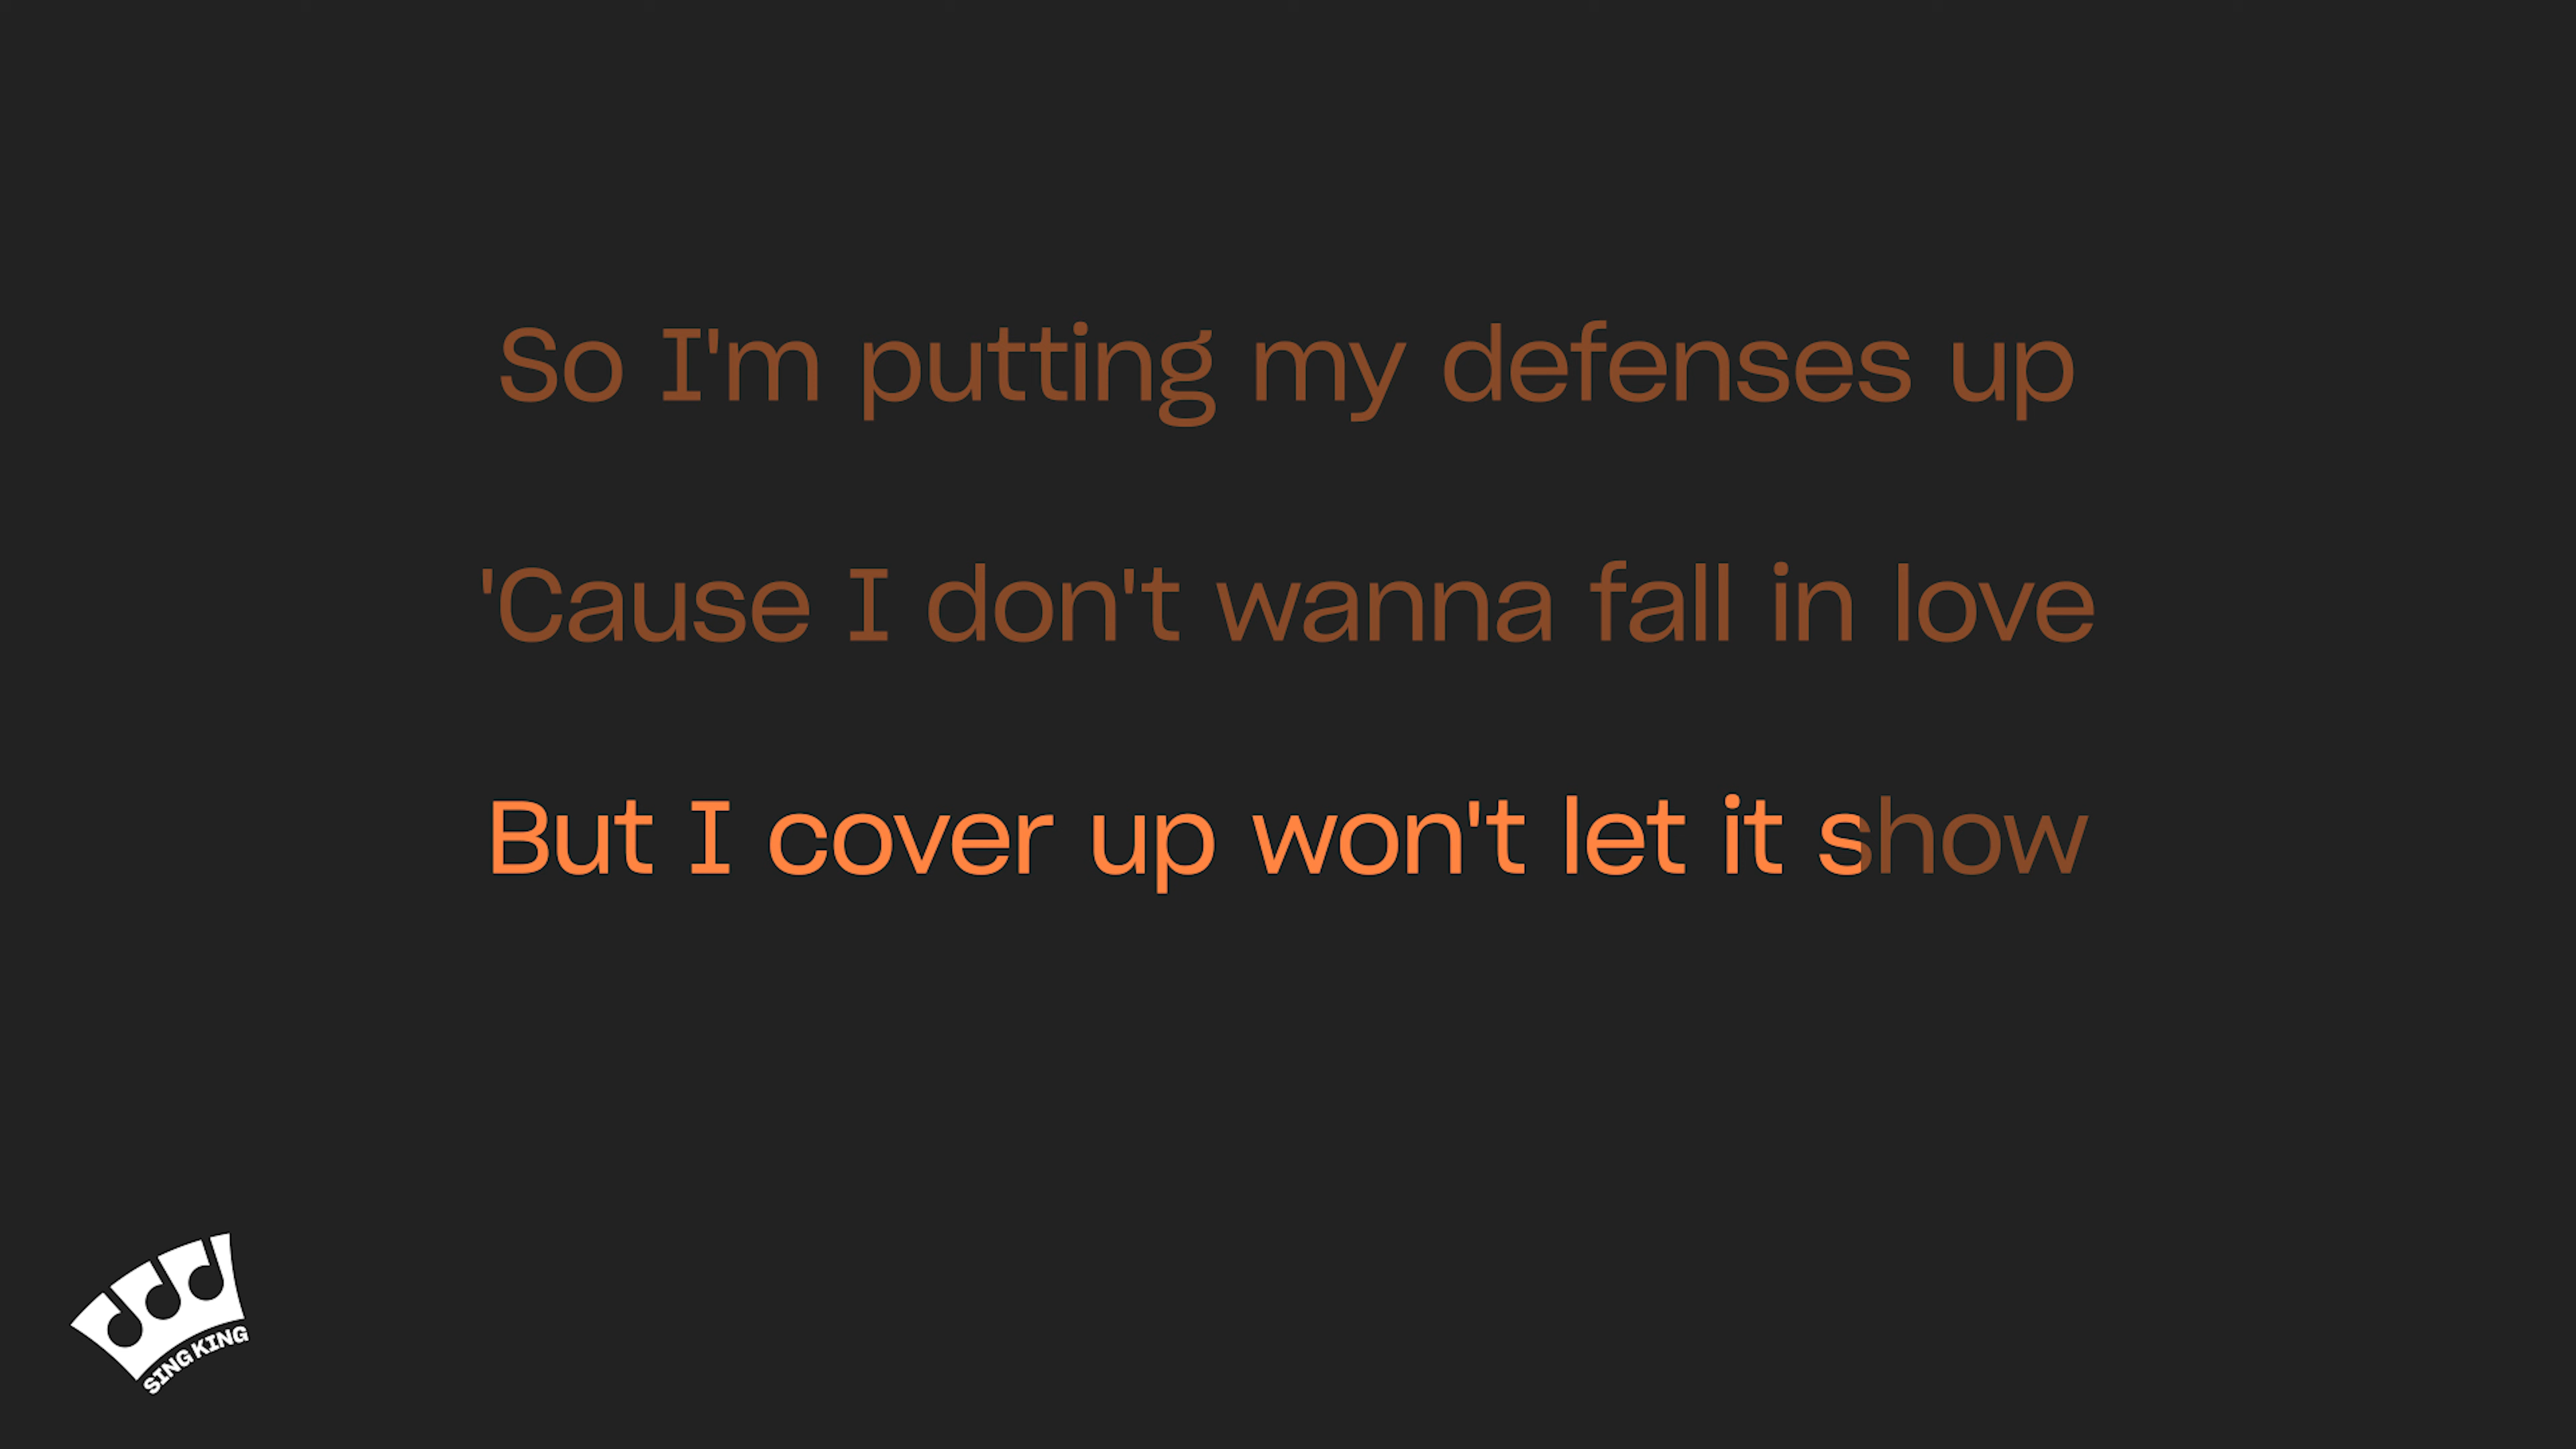 So I'm putting my defenses up
'Cause I don't wanna fall in love
But I cover up won't let it show
SING KING